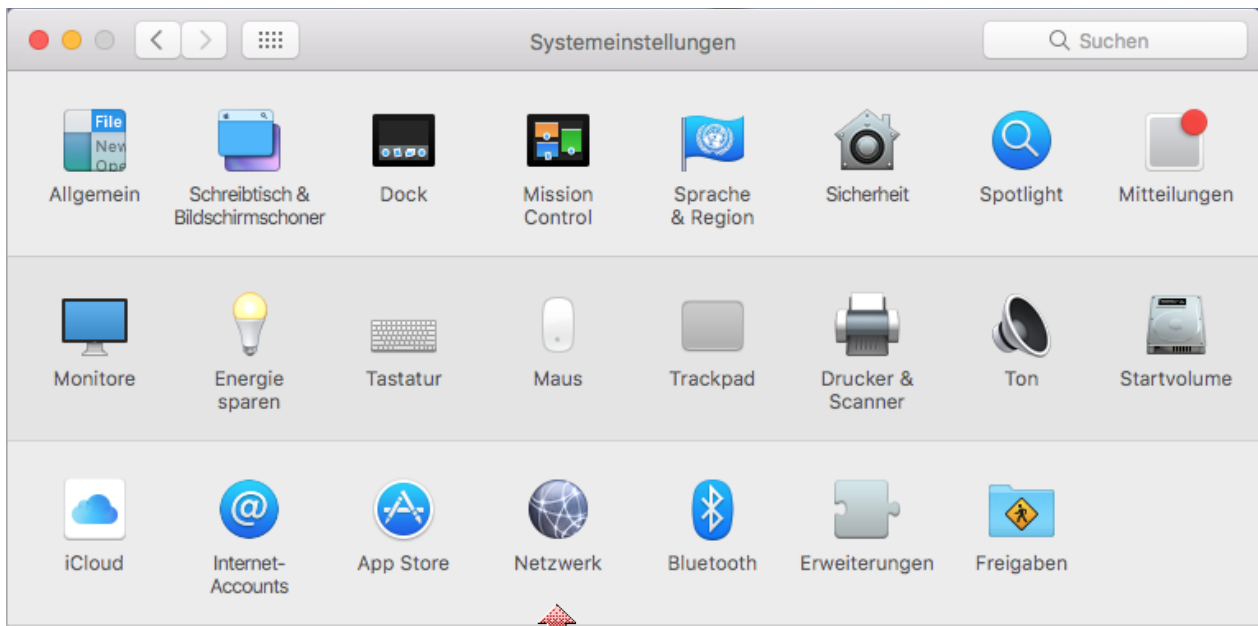 Systemeinstellungen
Suchen
File
New
Ope
Allgemein
Schreibtisch &
Bildschirmschoner
Dock
Mission
Control
Sprache
& Region
Sicherheit
Spotlight
Mitteilungen
Monitore
Energie
sparen
Tastatur
Maus
Trackpad
Drucker &
Scanner
Ton
Startvolume
iCloud
@
Internet-
Accounts
App Store
Netzwerk
Bluetooth
Erweiterungen
Freigaben